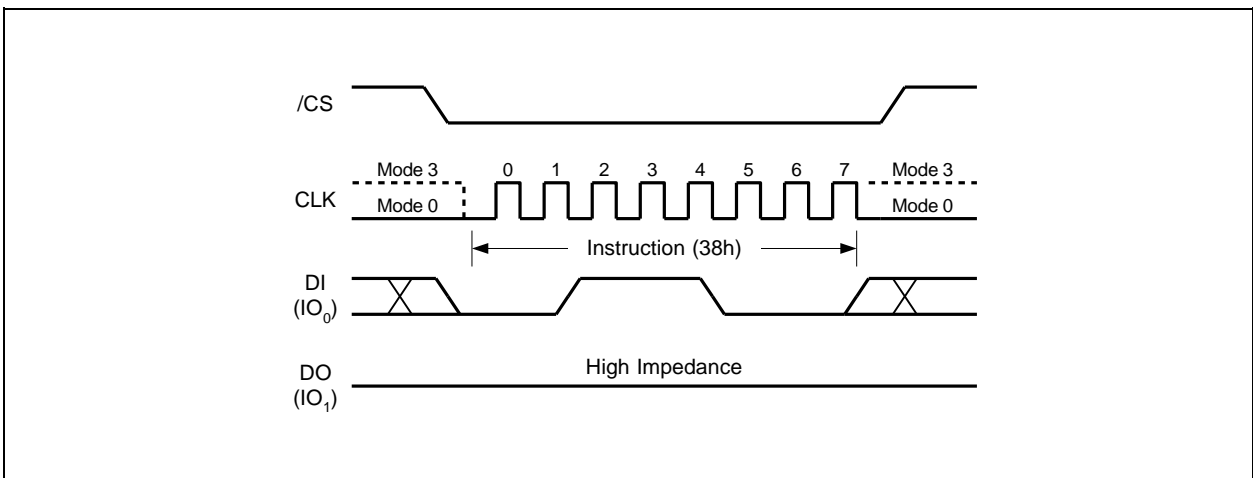 /CS
Mode 3 0 1 2 3 4 5 6 7 Mode 3
CLK
Mode 0 Mode 0
Instruction (38h)
DI
(IO0)
High Impedance
DO
(IO1)